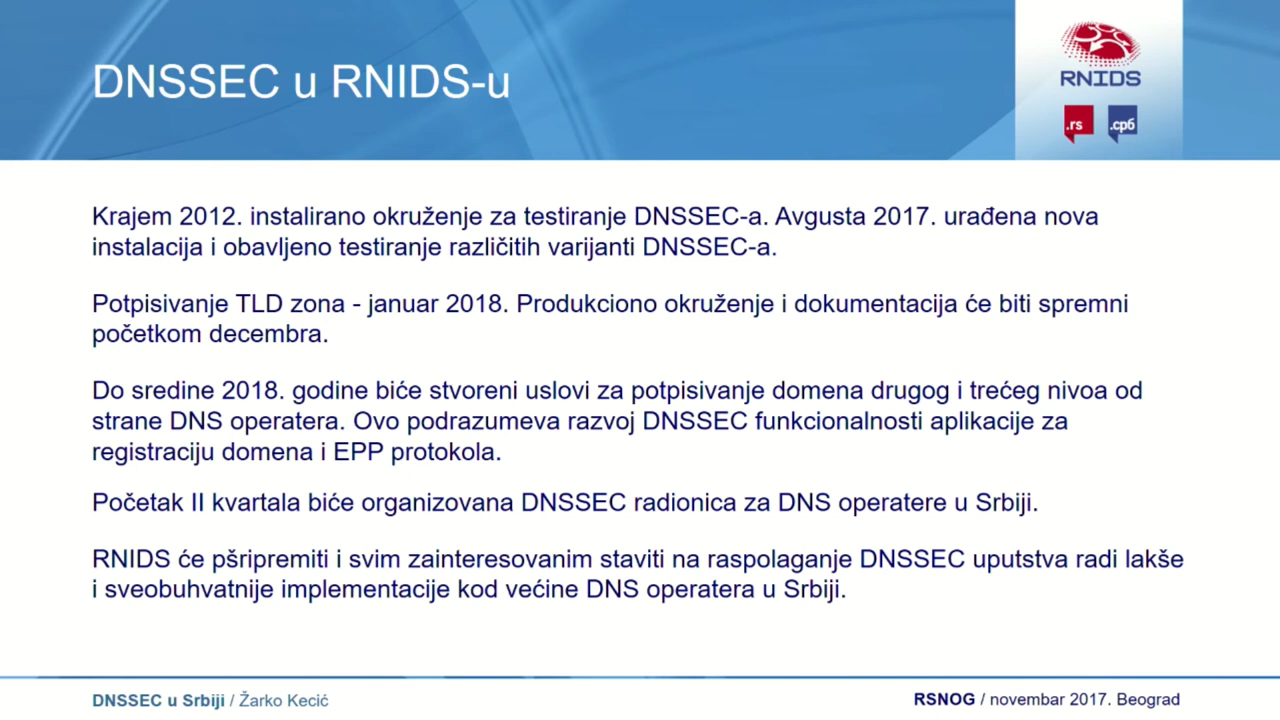 DNSSEC u RNIDS-u
RNIDS
.rs .срб
Krajem 2012. instalirano okruženje za testiranje DNSSEC-a. Avgusta 2017. urađena nova
instalacija i obavljeno testiranje različitih varijanti DNSSEC-a.
Potpisivanje TLD zona - januar 2018. Produkciono okruženje i dokumentacija će biti spremni
početkom decembra.
Do sredine 2018. godine biće stvoreni uslovi za potpisivanje domena drugog i trećeg nivoa od
strane DNS operatera. Ovo podrazumeva razvoj DNSSEC funkcionalnosti aplikacije za
registraciju domena i EPP protokola.
Početak II kvartala biće organizovana DNSSEC radionica za DNS operatere u Srbiji.
RNIDS će pšripremiti i svim zainteresovanim staviti na raspolaganje DNSSEC uputstva radi lakše
i sveobuhvatnije implementacije kod većine DNS operatera u Srbiji.
DNSSEC u Srbiji / Žarko Kecić
RSNOG / novembar 2017. Beograd